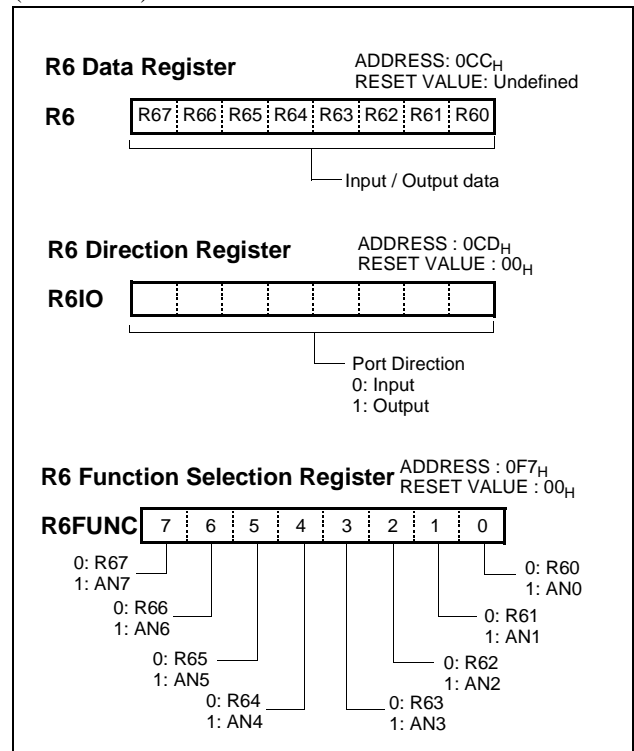 R6 Data Register
ADDRESS: 0CCH
RESET VALUE: Undefined
R6
R67 R66 R65 R64 R63 R62 R61 R60
Input / Output data
R6 Direction Register
ADDRESS : 0CDH
RESET VALUE : 00H
R6IO
Port Direction
0: Input
1: Output
R6 Function Selection Register
ADDRESS : 0F7H
RESET VALUE : 00H
R6FUNC 7 6 5 4 3 2 1 0
0: R67
1: AN7
0: R60
1: AN0
0: R66
1: AN6
0: R61
1: AN1
0: R65
1: AN5
0: R62
1: AN2
0: R64
1: AN4
0: R63
1: AN3